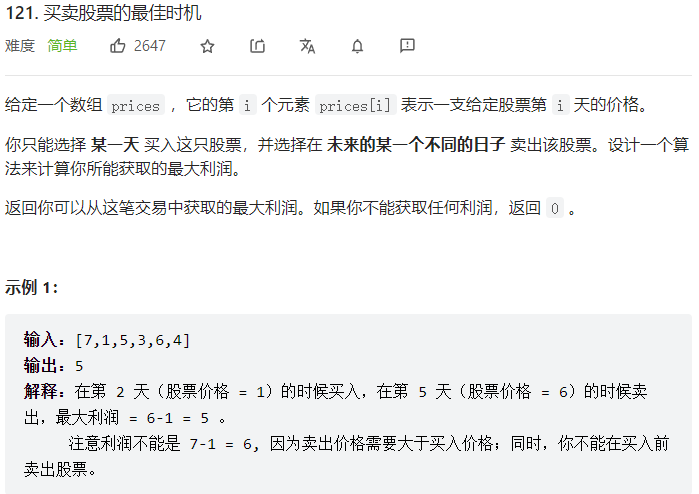 121. 买卖股票的最佳时机
难度 简单 2647
给定一个数组 prices ，它的第 i 个元素 prices[i] 表示一支给定股票第 i 天的价格。
你只能选择 某一天 买入这只股票，并选择在 未来的某一个不同的日子 卖出该股票。设计一个算
法来计算你所能获取的最大利润。
返回你可以从这笔交易中获取的最大利润。如果你不能获取任何利润，返回 0 。
示例 1：
输入：[7,1,5,3,6,4]
输出：5
解释：在第 2 天（股票价格 = 1）的时候买入，在第 5 天（股票价格 = 6）的时候卖
出，最大利润 = 6-1 = 5 。
注意利润不能是 7-1 = 6, 因为卖出价格需要大于买入价格；同时，你不能在买入前
卖出股票。